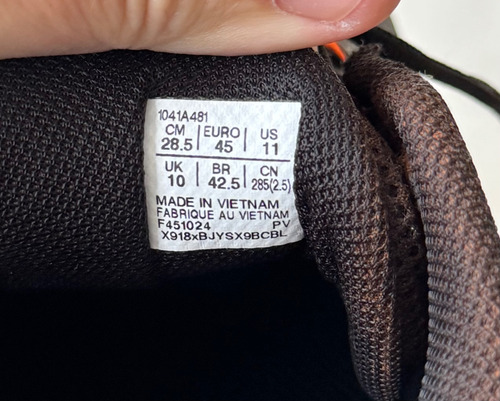 1041A481
CM EURO US
28.5 45 11
UK BR CN
10 42.5 285(2.5)
MADE IN VIETNAM
FABRIQUE AU VIETNAM
F451024 PV
X918xBJYSX9BCBL